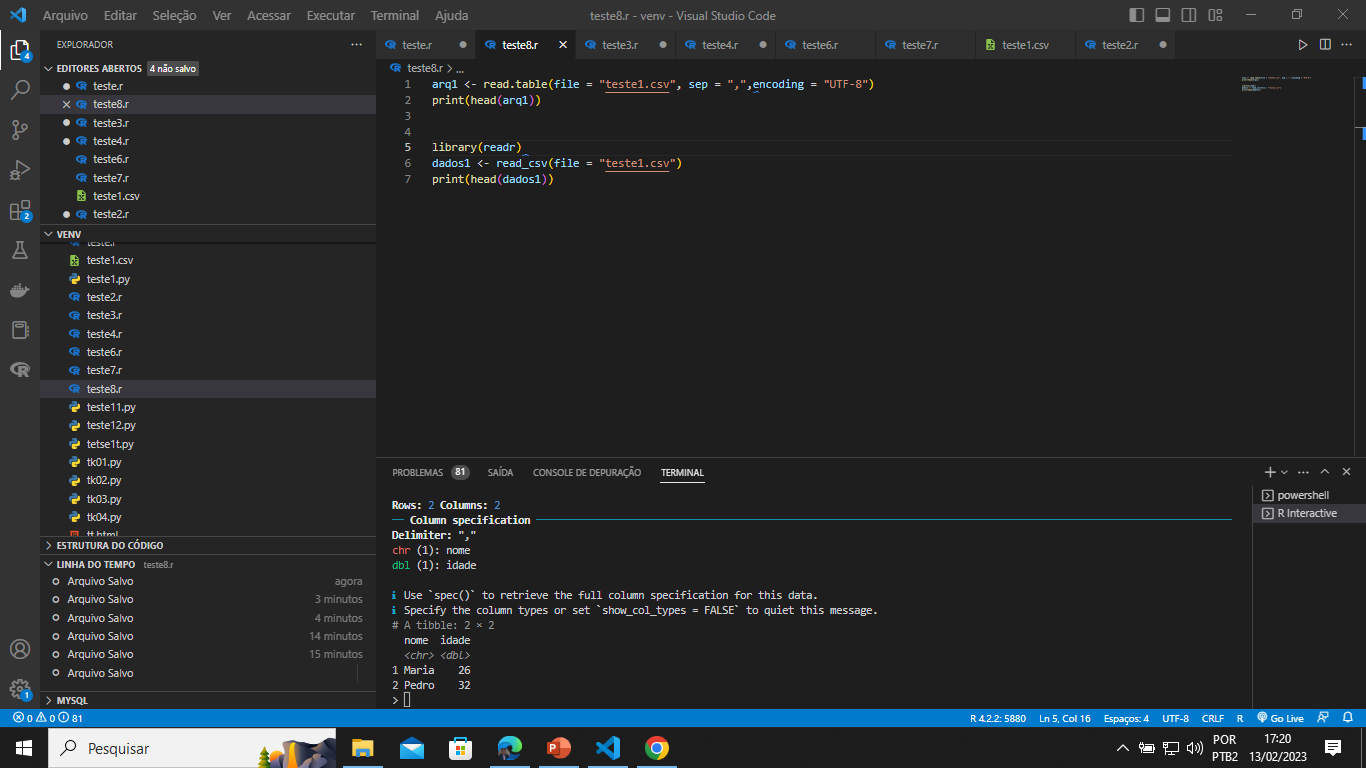 Arquivo Editar Seleção Ver Acessar Executar Terminal Ajuda teste8.r - venv - Visual Studio Code
EXPLORADOR
EDITORES ABERTOS 4 não salvo
teste.r
teste8.r
teste3.r
teste4.r
teste6.r
teste7.r
teste1.csv
teste2.r
VENV
teste.r
teste1.csv
teste1.py
teste2.r
teste3.r
teste4.r
teste6.r
teste7.r
teste8.r
teste11.py
teste12.py
tetse1t.py
tk01.py
tk02.py
tk03.py
tk04.py
tt.html
ESTRUTURA DO CÓDIGO
LINHA DO TEMPO teste8.r
Arquivo Salvo agora
Arquivo Salvo 3 minutos
Arquivo Salvo 4 minutos
Arquivo Salvo 14 minutos
Arquivo Salvo 15 minutos
Arquivo Salvo
MYSQL
4
2
1
teste.r teste8.r teste3.r teste4.r teste6.r teste7.r teste1.csv teste2.r
teste8.r > ...
1 arq1 <- read.table(file = "teste1.csv", sep = ",",encoding = "UTF-8")
2 print(head(arq1))
3
4
5 library(readr)
6 dados1 <- read_csv(file = "teste1.csv")
7 print(head(dados1))
PROBLEMAS 81 SAÍDA CONSOLE DE DEPURAÇÃO TERMINAL
Rows: 2 Columns: 2
── Column specification ──
Delimiter: ","
chr (1): nome
dbl (1): idade
ℹ Use `spec()` to retrieve the full column specification for this data.
ℹ Specify the column types or set `show_col_types = FALSE` to quiet this message.
# A tibble: 2 × 2
nome idade
<chr> <dbl>
1 Maria 26
2 Pedro 32
>
powershell
R Interactive
0 0 81 R 4.2.2: 5880 Ln 5, Col 16 Espaços: 4 UTF-8 CRLF R Go Live
Pesquisar
POR
PTB2
17:20
13/02/2023